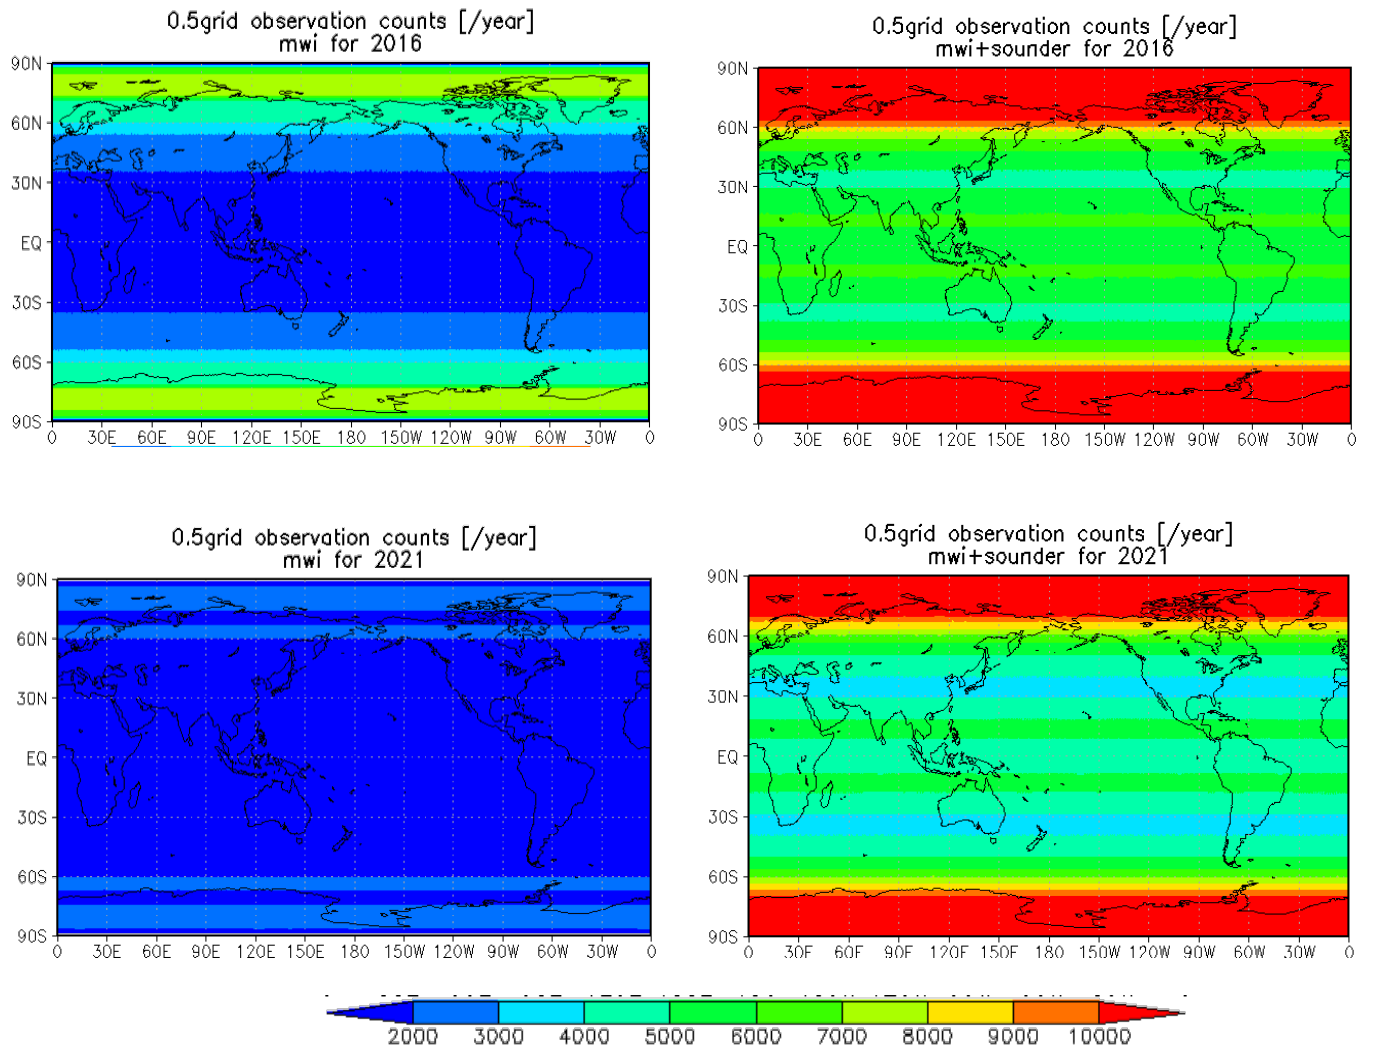 0.5grid observation counts [/year]
mwi for 2016
90N
60N
30N
EQ
30S
60S
90S
0 30E 60E 90E 120E 150E 180 150W 120W 90W 60W 30W 0
0.5grid observation counts [/year]
mwi+sounder for 2016
90N
60N
30N
EQ
30S
60S
90S
0 30E 60E 90E 120E 150E 180 150W 120W 90W 60W 30W 0
0.5grid observation counts [/year]
mwi for 2021
90N
60N
30N
EQ
30S
60S
90S
0 30E 60E 90E 120E 150E 180 150W 120W 90W 60W 30W 0
0.5grid observation counts [/year]
mwi+sounder for 2021
90N
60N
30N
EQ
30S
60S
90S
0 30F 60E 90F 120E 150F 180 150W 120W 90W 60W 30W 0
2000 3000 4000 5000 6000 7000 8000 9000 10000